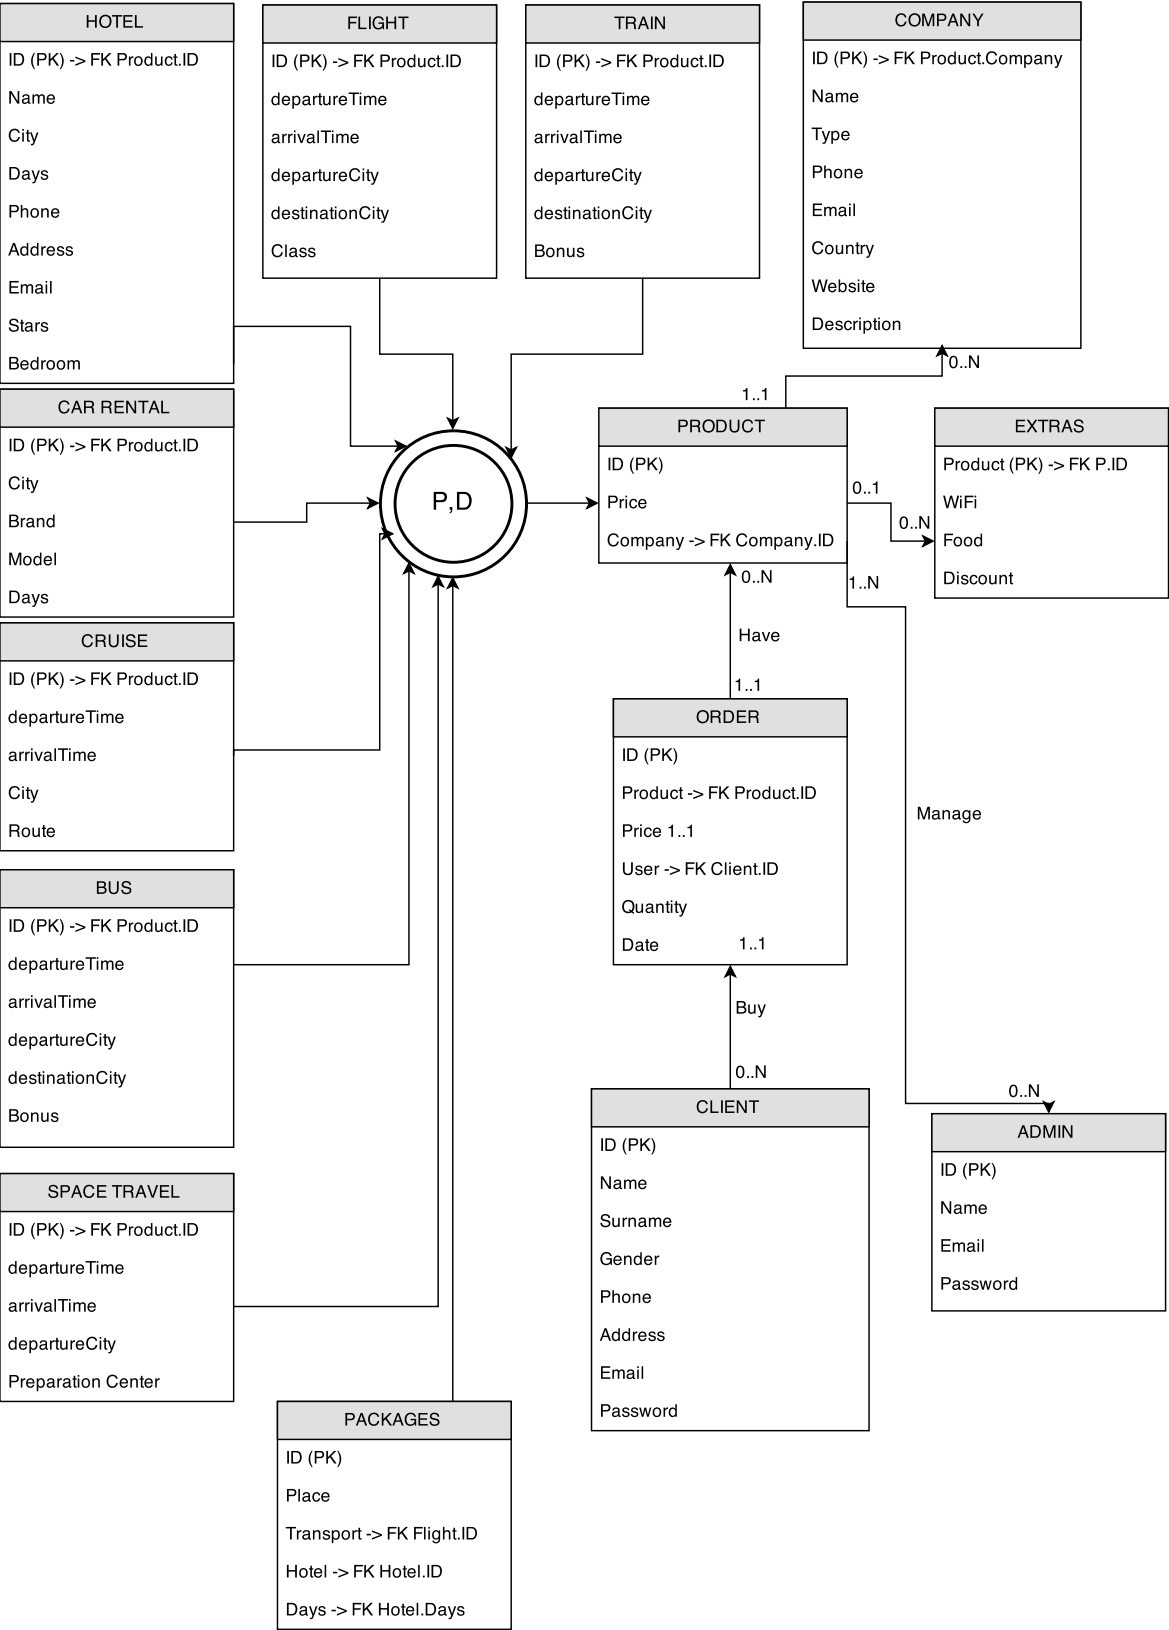 HOTEL
ID (PK) -> FK Product.ID
Name
City
Days
Phone
Address
Email
Stars
Bedroom
FLIGHT
ID (PK) -> FK Product.ID
departureTime
arrivalTime
departureCity
destinationCity
Class
TRAIN
ID (PK) -> FK Product.ID
departureTime
arrivalTime
departureCity
destinationCity
Bonus
COMPANY
ID (PK) -> FK Product.Company
Name
Type
Phone
Email
Country
Website
Description
0..N
1..1
CAR RENTAL
ID (PK) -> FK Product.ID
City
Brand
Model
Days
P,D
PRODUCT
ID (PK)
Price
Company -> FK Company.ID
0..1
0..N
EXTRAS
Product (PK) -> FK P.ID
WiFi
Food
Discount
0..N
1..N
Have
1..1
CRUISE
ID (PK) -> FK Product.ID
departureTime
arrivalTime
City
Route
ORDER
ID (PK)
Product -> FK Product.ID
Price 1..1
User -> FK Client.ID
Quantity
Date
1..1
Manage
BUS
ID (PK) -> FK Product.ID
departureTime
arrivalTime
departureCity
destinationCity
Bonus
Buy
0..N
0..N
CLIENT
ID (PK)
Name
Surname
Gender
Phone
Address
Email
Password
ADMIN
ID (PK)
Name
Email
Password
SPACE TRAVEL
ID (PK) -> FK Product.ID
departureTime
arrivalTime
departureCity
Preparation Center
PACKAGES
ID (PK)
Place
Transport -> FK Flight.ID
Hotel -> FK Hotel.ID
Days -> FK Hotel.Days